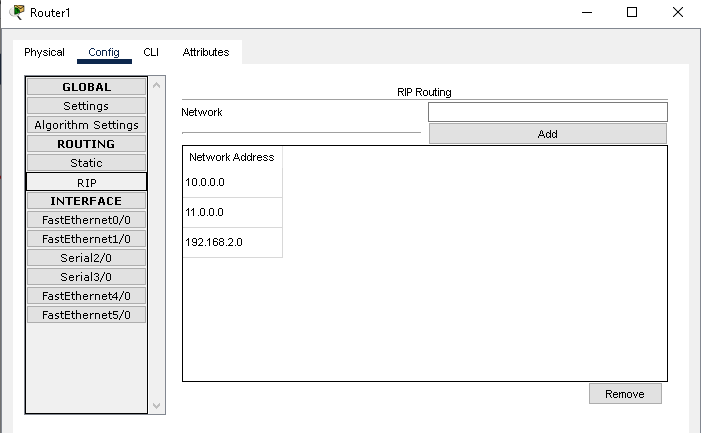 Router1
Physical Config CLI Attributes
GLOBAL
Settings
Algorithm Settings
ROUTING
Static
RIP
INTERFACE
FastEthernet0/0
FastEthernet1/0
Serial2/0
Serial3/0
FastEthernet4/0
FastEthernet5/0
RIP Routing
Network
Add
Network Address
10.0.0.0
11.0.0.0
192.168.2.0
Remove